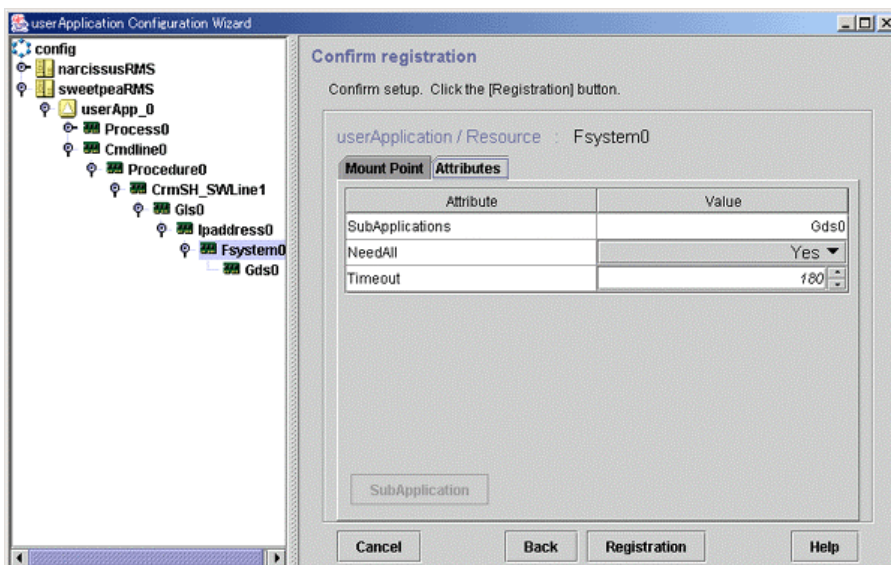 userApplication Configuration Wizard
config
narcissusRMS
sweetpeaRMS
userApp_0
Process0
Cmdline0
Procedure0
CrmSH_SWLine1
Gls0
Ipaddress0
Fsystem0
Gds0
Confirm registration
Confirm setup. Click the [Registration] button.
userApplication / Resource : Fsystem0
Mount Point Attributes
Attribute Value
SubApplications Gds0
NeedAll Yes
Timeout 180
SubApplication
Cancel Back Registration Help